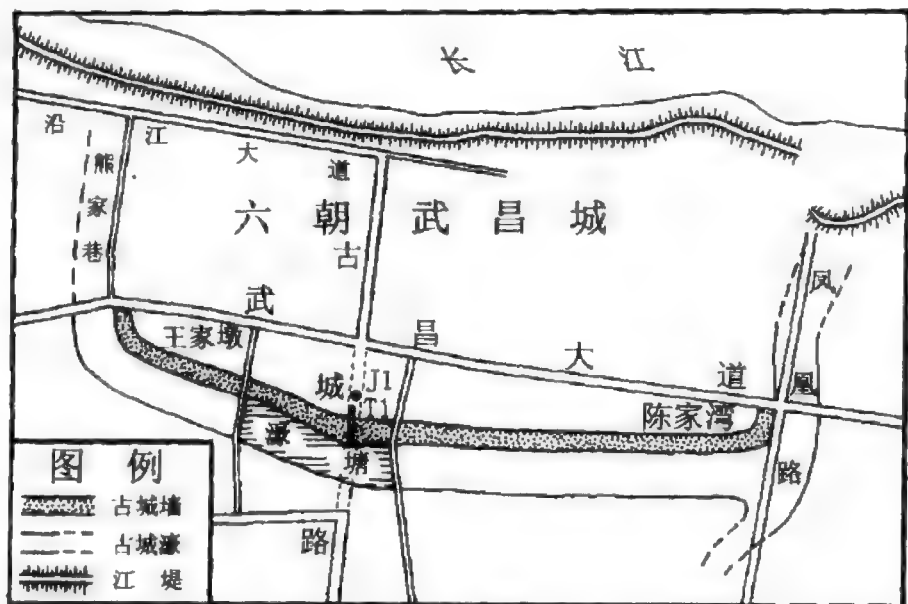 长江
沿江大道
熊家巷
六朝武昌城
古城路
武昌大道
王家墩
J1
T1
濠塘
陈家湾
凤凰路
图例
古城墙
古城濠
江堤